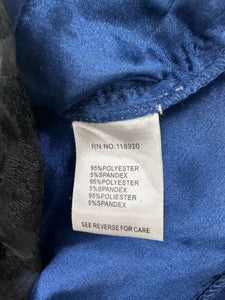 RN.NO:118920
95%POLYESTER
5%SPANDEX
95%POLYESTER
5%SPANDEX
95%POLIESTER
5%SPANDEX
SEE REVERSE FOR CARE